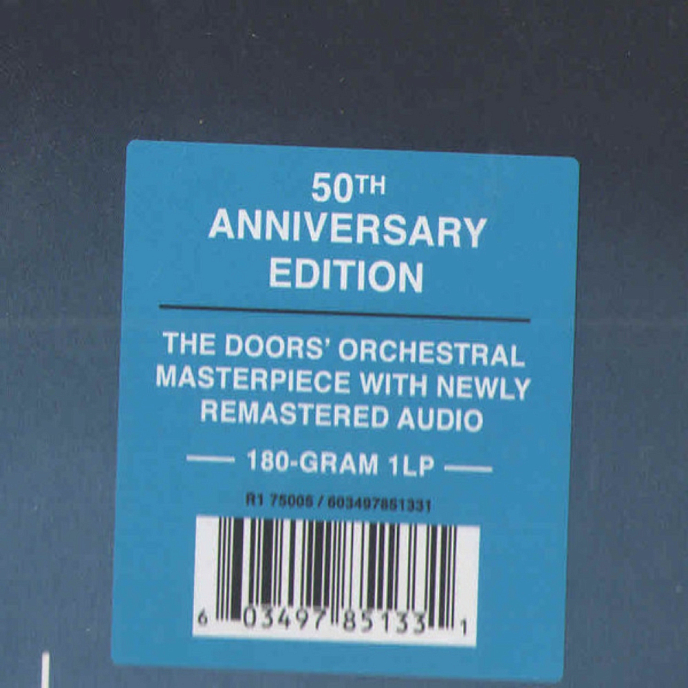 50TH
ANNIVERSARY
EDITION
THE DOORS' ORCHESTRAL
MASTERPIECE WITH NEWLY
REMASTERED AUDIO
180-GRAM 1LP
R1 75005 / 603497851331
6 03497 85133 1